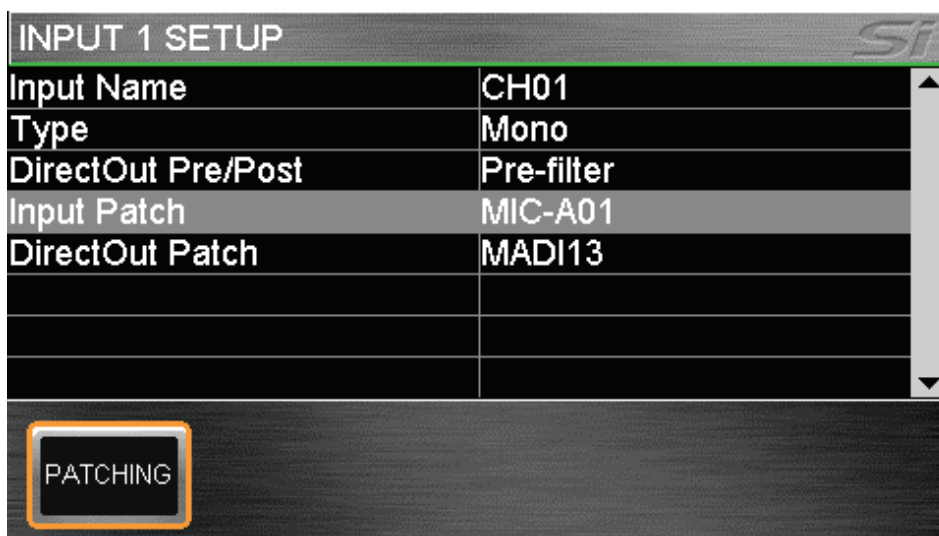 INPUT 1 SETUP Si
Input Name CH01
Type Mono
DirectOut Pre/Post Pre-filter
Input Patch MIC-A01
DirectOut Patch MADI13
PATCHING